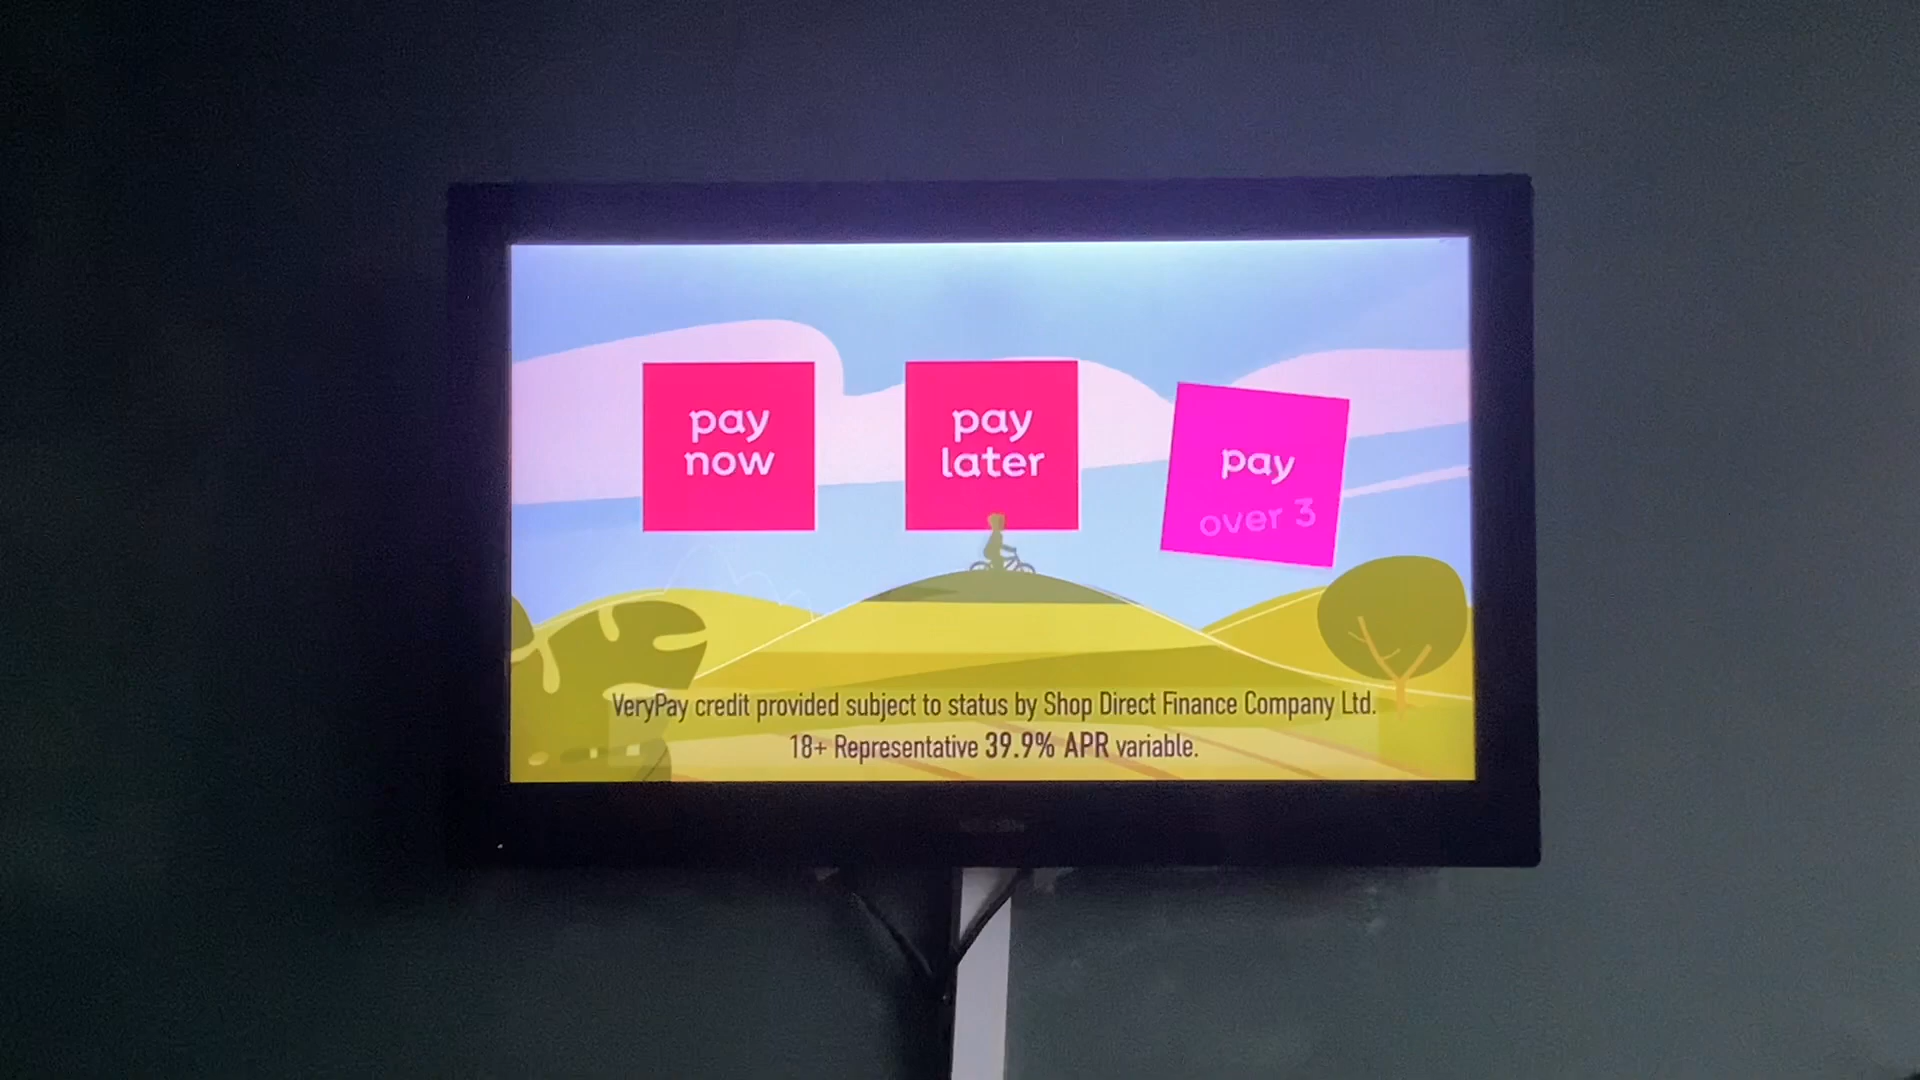 pay
now
pay
later
pay
over 3
VeryPay credit provided subject to status by Shop Direct Finance Company Ltd.
18+ Representative 39.9% APR variable.